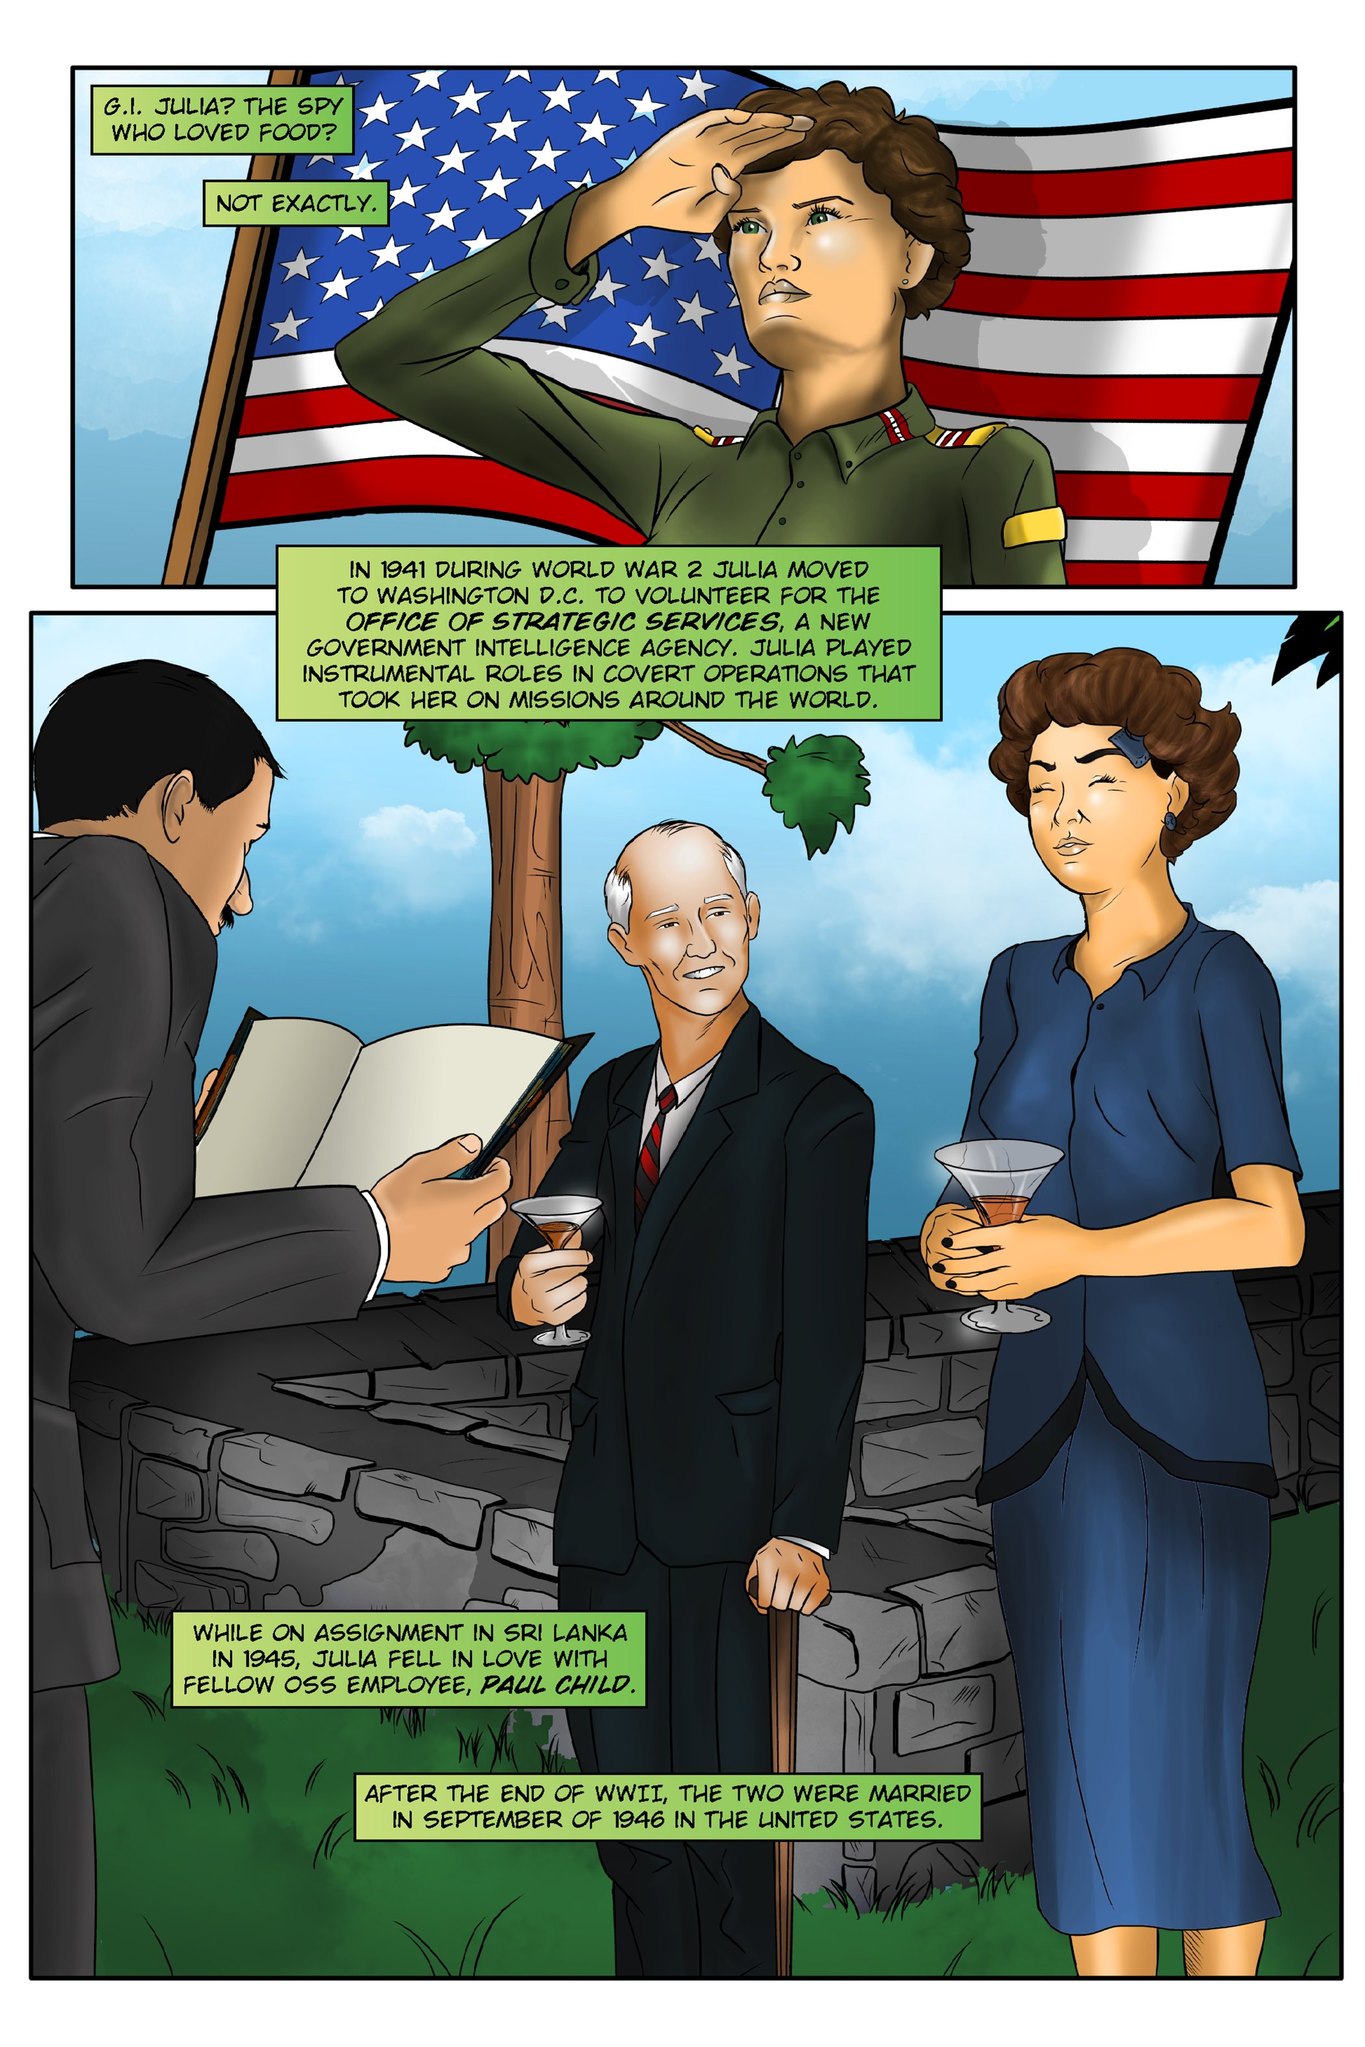 G.I. JULIA? THE SPY
WHO LOVED FOOD?
NOT EXACTLY.
IN 1941 DURING WORLD WAR 2 JULIA MOVED
TO WASHINGTON D.C. TO VOLUNTEER FOR THE
OFFICE OF STRATEGIC SERVICES, A NEW
GOVERNMENT INTELLIGENCE AGENCY. JULIA PLAYED
INSTRUMENTAL ROLES IN COVERT OPERATIONS THAT
TOOK HER ON MISSIONS AROUND THE WORLD.
WHILE ON ASSIGNMENT IN SRI LANKA
IN 1945, JULIA FELL IN LOVE WITH
FELLOW OSS EMPLOYEE, PAUL CHILD.
AFTER THE END OF WWII, THE TWO WERE MARRIED
IN SEPTEMBER OF 1946 IN THE UNITED STATES.